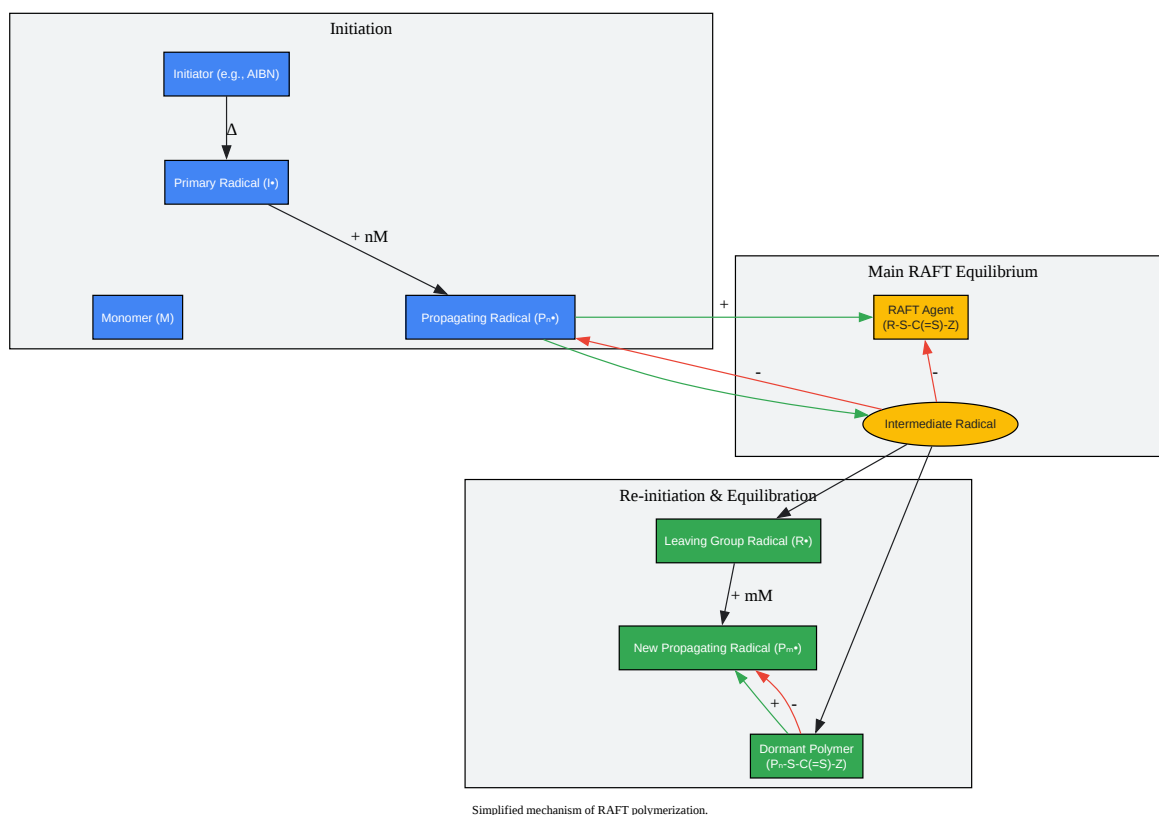 Initiation
Initiator (e.g., AIBN)
Δ
Primary Radical (I•)
+ nM
Monomer (M)
Propagating Radical (Pₙ•)
+
Main RAFT Equilibrium
RAFT Agent
(R-S-C(=S)-Z)
-
-
Intermediate Radical
Re-initiation & Equilibration
Leaving Group Radical (R•)
+ mM
New Propagating Radical (Pₘ•)
+
-
Dormant Polymer
(Pₙ-S-C(=S)-Z)
Simplified mechanism of RAFT polymerization.